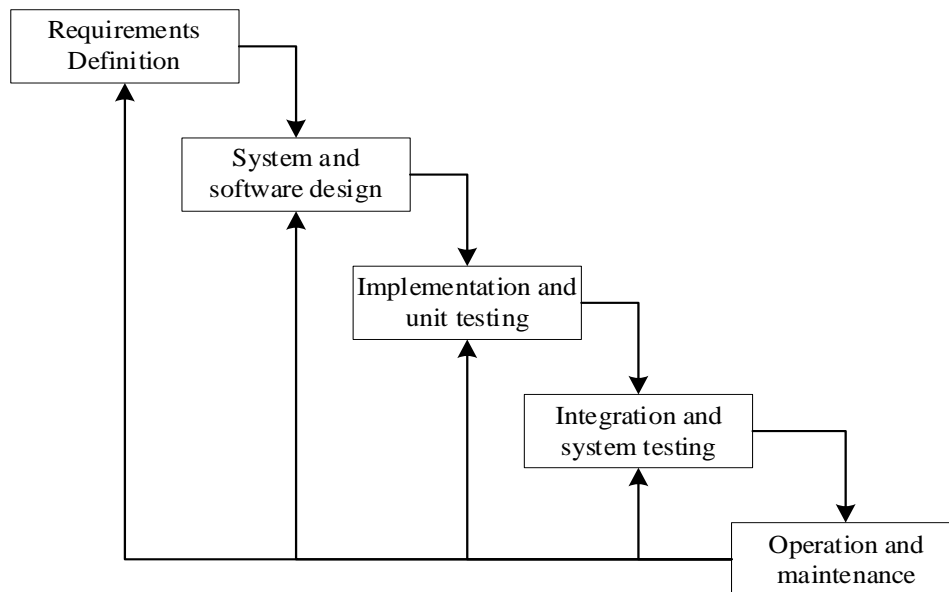 Requirements
Definition
System and
software design
Implementation and
unit testing
Integration and
system testing
Operation and
maintenance